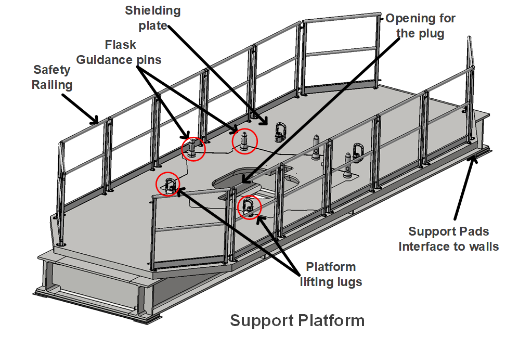 Shielding
plate
Opening for
the plug
Flask
Guidance pins
Safety
Railing
Support Pads
Interface to walls
Platform
lifting lugs
Support Platform